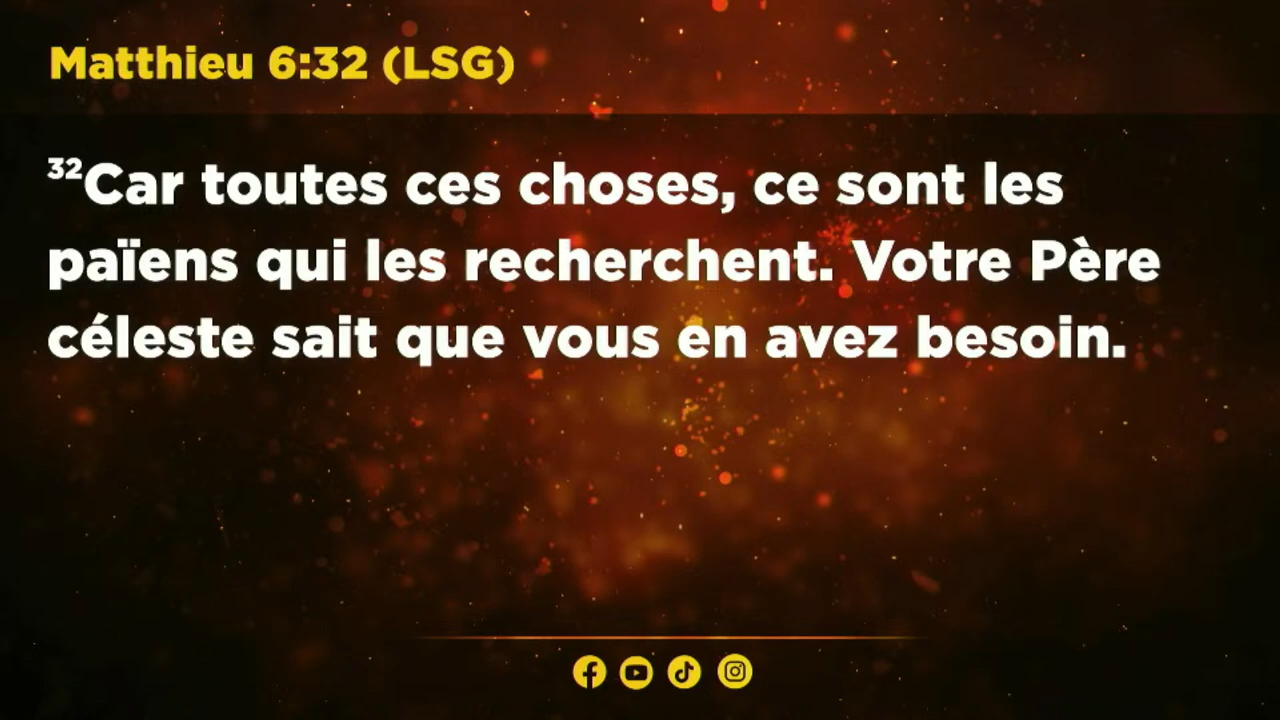 Matthieu 6:32 (LSG)
³²Car toutes ces choses, ce sont les
païens qui les recherchent. Votre Père
céleste sait que vous en avez besoin.